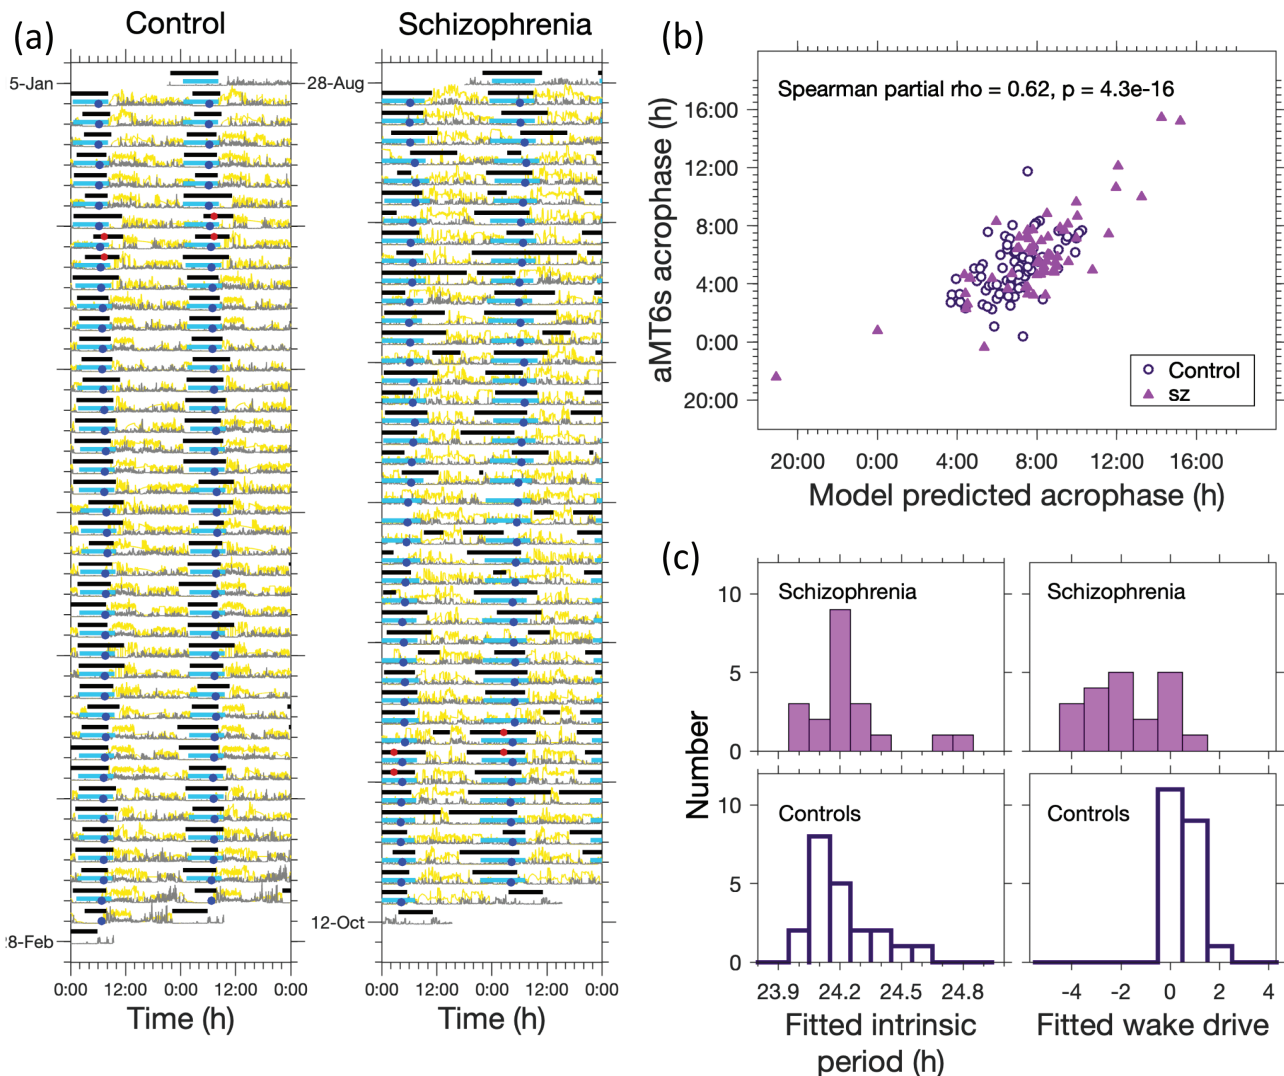 (a)
Control
Schizophrenia
5-Jan
28-Aug
8-Feb
12-Oct
0:00 12:00 0:00 12:00 0:00
0:00 12:00 0:00 12:00 0:00
Time (h)
Time (h)
(b)
Spearman partial rho = 0.62, p = 4.3e-16
aMT6s acrophase (h)
16:00
12:00
8:00
4:00
0:00
20:00
Control
sz
20:00 0:00 4:00 8:00 12:00 16:00
Model predicted acrophase (h)
(c)
Number
10
5
0
Schizophrenia
Schizophrenia
10
5
0
Controls
Controls
23.9 24.2 24.5 24.8
-4 -2 0 2 4
Fitted intrinsic
period (h)
Fitted wake drive